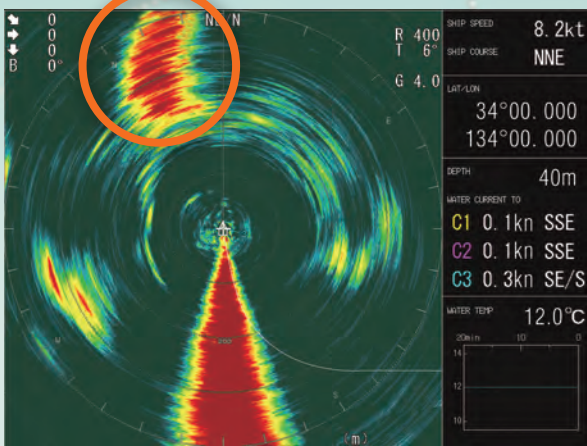 0
0
0
B 0°
NE/N
R 400
T 6°
G 4.0
E
W
200
S
(m)
SHIP SPEED
8.2kt
SHIP COURSE
NNE
LAT/LON
34°00.000
134°00.000
DEPTH
40m
WATER CURRENT TO
C1 0.1kn SSE
C2 0.1kn SSE
C3 0.3kn SE/S
WATER TEMP
12.0℃
20min 10 0
14
12
10